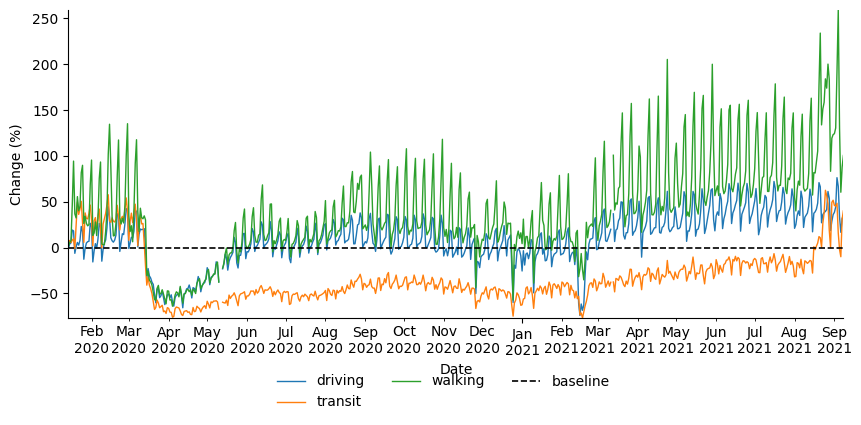 Change (%)
250
200
150
100
50
0
−50
Feb Mar Apr May Jun Jul Aug Sep Oct Nov Dec Jan Feb Mar Apr May Jun Jul Aug Sep
2020 2020 2020 2020 2020 2020 2020 2020 2020 2020 2020 2021 2021 2021 2021 2021 2021 2021 2021 2021
Date
driving walking baseline
transit